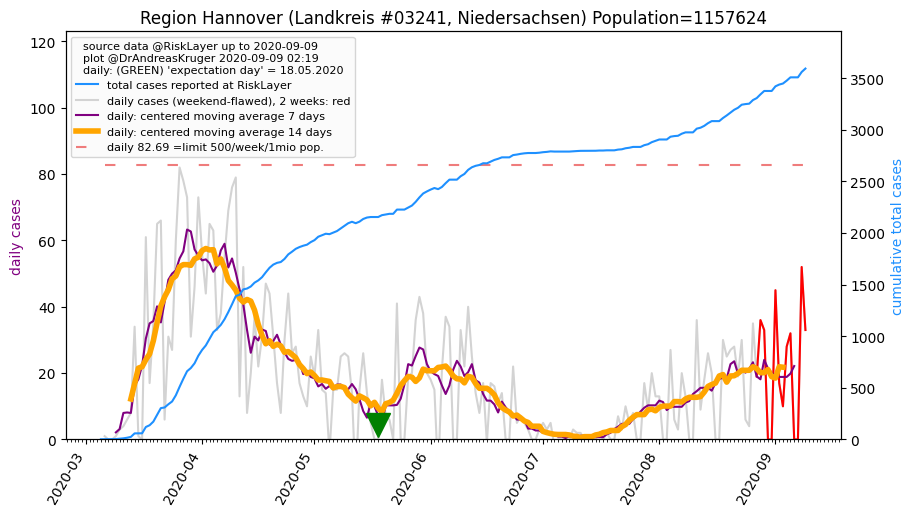 Region Hannover (Landkreis #03241, Niedersachsen) Population=1157624
source data @RiskLayer up to 2020-09-09
plot @DrAndreasKruger 2020-09-09 02:19
daily: (GREEN) 'expectation day' = 18.05.2020
total cases reported at RiskLayer
daily cases (weekend-flawed), 2 weeks: red
daily: centered moving average 7 days
daily: centered moving average 14 days
daily 82.69 =limit 500/week/1mio pop.
daily cases
120
100
80
60
40
20
0
cumulative total cases
3500
3000
2500
2000
1500
1000
500
0
2020-03
2020-04
2020-05
2020-06
2020-07
2020-08
2020-09